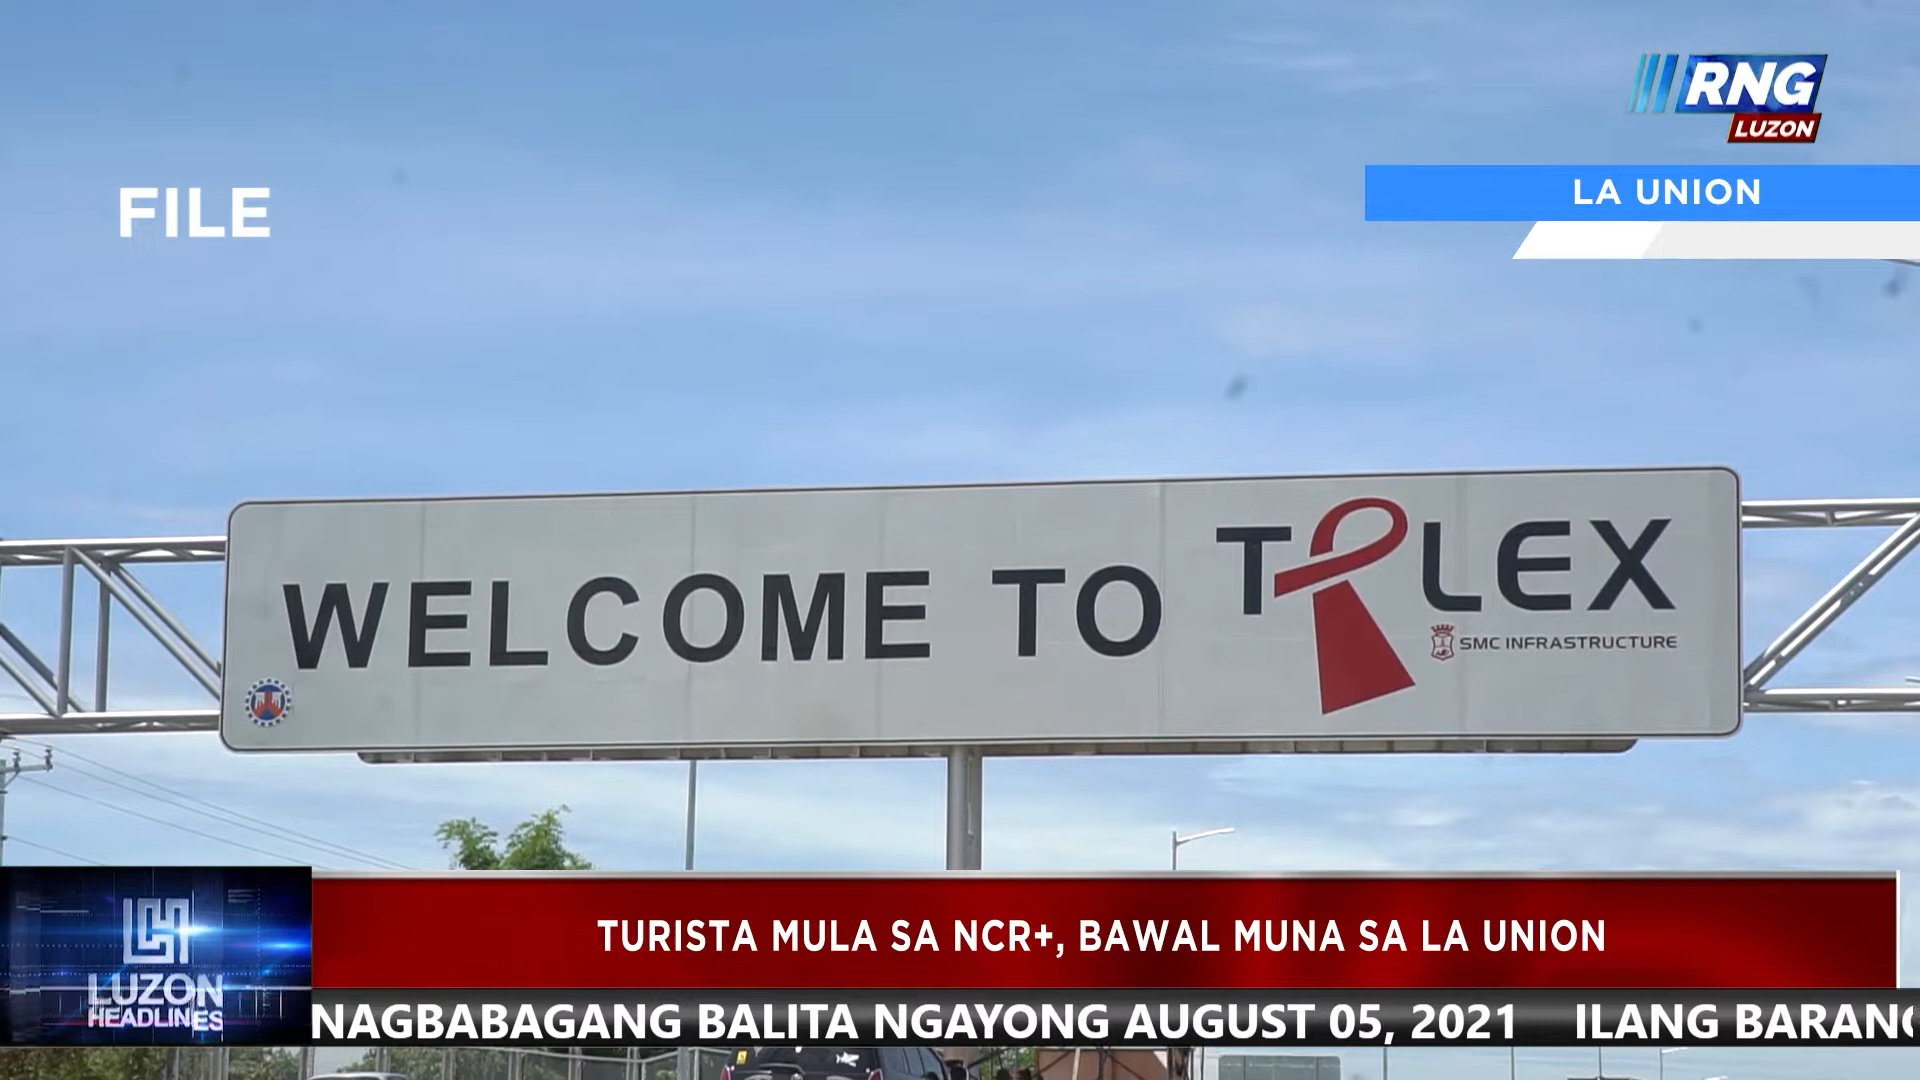 RNG
LUZON
LA UNION
FILE
WELCOME TO TPLEX
SMC INFRASTRUCTURE
TURISTA MULA SA NCR+, BAWAL MUNA SA LA UNION
LUZON
HEADLINES
NAGBABAGANG BALITA NGAYONG AUGUST 05, 2021 ILANG